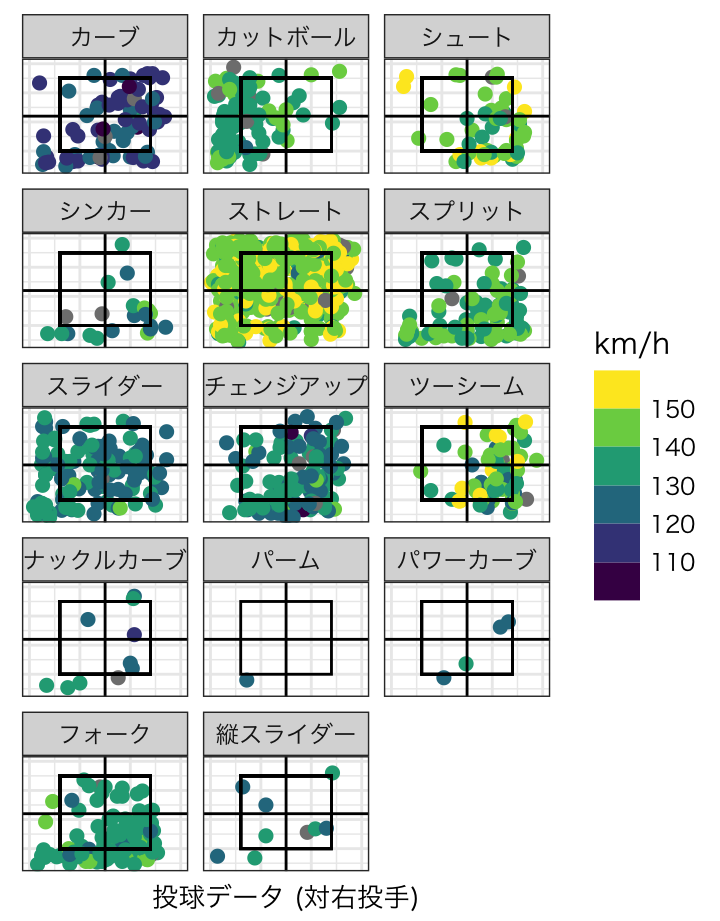 カーブ
カットボール
シュート
シンカー
ストレート
スプリット
スライダー
チェンジアップ
ツーシーム
ナックルカーブ
パーム
パワーカーブ
フォーク
縦スライダー
km/h
150
140
130
120
110
投球データ (対右投手)